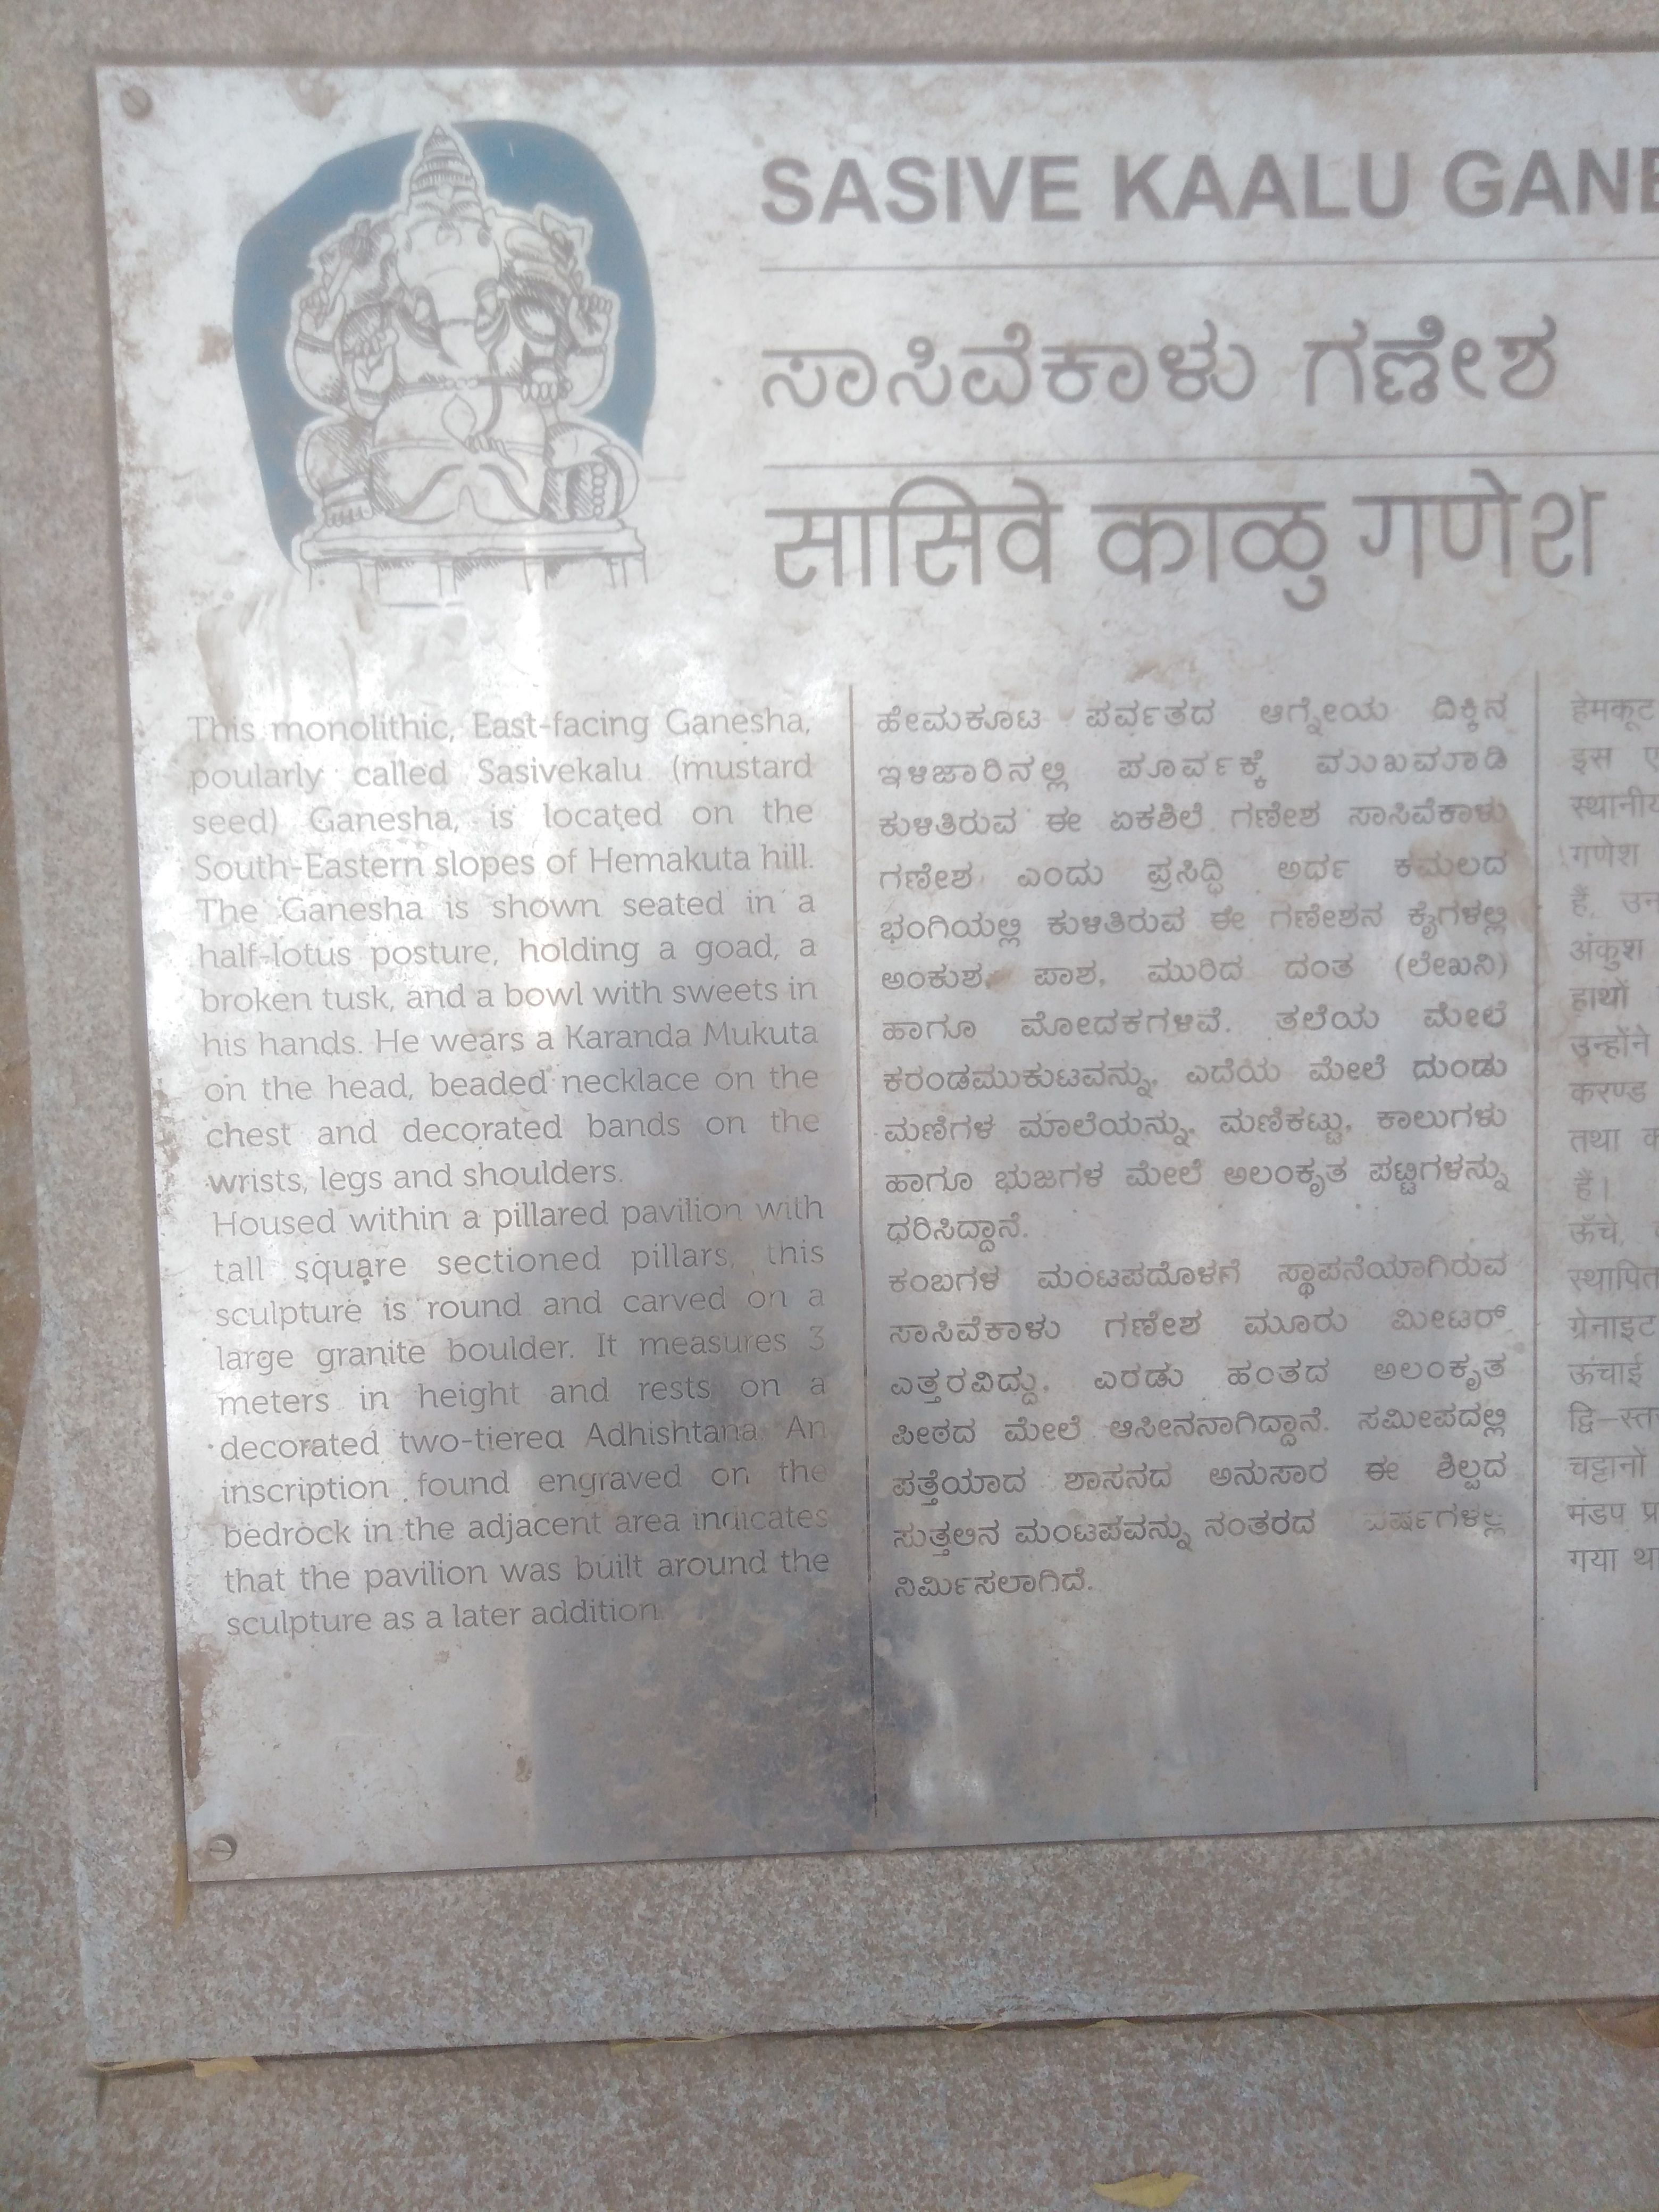 SASIVE KAALU GANE
ಸಾಸಿವೆಕಾಳು ಗಣೇಶ
सासिवे काळु गणेश
This monolithic, East-facing Ganesha,
poularly called Sasivekalu (mustard
seed) Ganesha, is located on the
South-Eastern slopes of Hemakuta hill.
The Ganesha is shown seated in a
half-lotus posture, holding a goad, a
broken tusk, and a bowl with sweets in
his hands. He wears a Karanda Mukuta
on the head, beaded necklace on the
chest and decorated bands on the
wrists, legs and shoulders.
Housed within a pillared pavilion with
tall square sectioned pillars, this
sculpture is round and carved on a
large granite boulder. It measures 3
meters in height and rests on a
decorated two-tiered Adhishtana. An
inscription found engraved on the
bedrock in the adjacent area indicates
that the pavilion was built around the
sculpture as a later addition.
ಹೇಮಕೂಟ ಪರ್ವತದ ಆಗ್ನೇಯ ದಿಕ್ಕಿನ
ಇಳಿಜಾರಿನಲ್ಲಿ ಪೂರ್ವಕ್ಕೆ ಮುಖಮಾಡಿ
ಕುಳಿತಿರುವ ಈ ಏಕಶಿಲೆ ಗಣೇಶ ಸಾಸಿವೆಕಾಳು
ಗಣೇಶ ಎಂದು ಪ್ರಸಿದ್ಧಿ ಅರ್ಧ ಕಮಲದ
ಭಂಗಿಯಲ್ಲಿ ಕುಳಿತಿರುವ ಈ ಗಣೇಶನ ಕೈಗಳಲ್ಲಿ
ಅಂಕುಶ, ಪಾಶ, ಮುರಿದ ದಂತ (ಲೇಖನಿ)
ಹಾಗೂ ಮೋದಕಗಳಿವೆ. ತಲೆಯ ಮೇಲೆ
ಕರಂಡಮುಕುಟವನ್ನು, ಎದೆಯ ಮೇಲೆ ದುಂಡು
ಮಣಿಗಳ ಮಾಲೆಯನ್ನು, ಮಣಿಕಟ್ಟು, ಕಾಲುಗಳು
ಹಾಗೂ ಭುಜಗಳ ಮೇಲೆ ಅಲಂಕೃತ ಪಟ್ಟಿಗಳನ್ನು
ಧರಿಸಿದ್ದಾನೆ.
ಕಂಬಗಳ ಮಂಟಪದೊಳಗೆ ಸ್ಥಾಪನೆಯಾಗಿರುವ
ಸಾಸಿವೆಕಾಳು ಗಣೇಶ ಮೂರು ಮೀಟರ್
ಎತ್ತರವಿದ್ದು, ಎರಡು ಹಂತದ ಅಲಂಕೃತ
ಪೀಠದ ಮೇಲೆ ಆಸೀನನಾಗಿದ್ದಾನೆ. ಸಮೀಪದಲ್ಲಿ
ಪತ್ತೆಯಾದ ಶಾಸನದ ಅನುಸಾರ ಈ ಶಿಲ್ಪದ
ಸುತ್ತಲಿನ ಮಂಟಪವನ್ನು ನಂತರದ ವರ್ಷಗಳಲ್ಲಿ
ನಿರ್ಮಿಸಲಾಗಿದೆ.
हेमकूट
इस
स्थानीय
गणेश
हैं, उन
अंकुश
हाथों
उन्होंने
करण्ड
तथा
हैं।
ऊँचे,
स्थापित
ग्रेनाइट
ऊंचाई
द्वि-स्त
चट्टानों
मंडप प्र
गया था